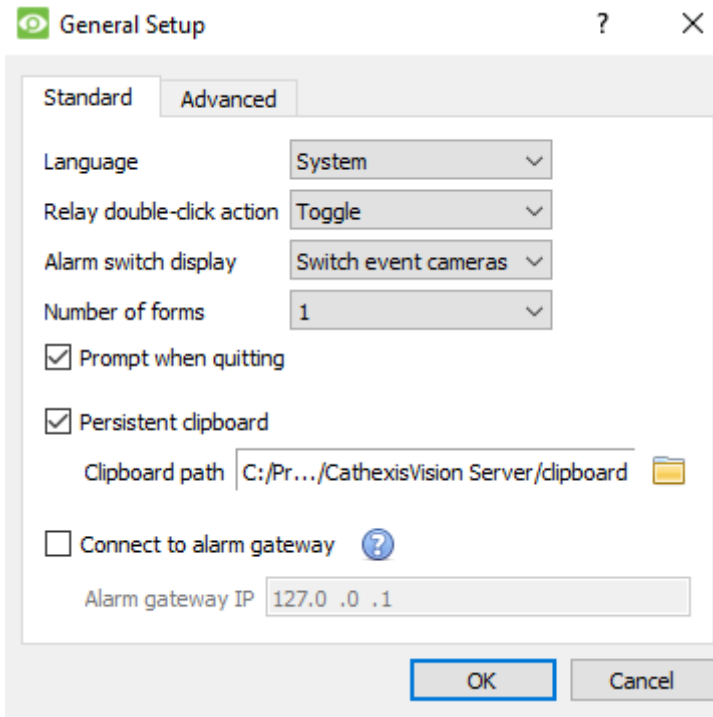 General Setup ?
Standard Advanced
Language System
Relay double-click action Toggle
Alarm switch display Switch event cameras
Number of forms 1
Prompt when quitting
Persistent clipboard
Clipboard path C:/Pr.../CathexisVision Server/clipboard
Connect to alarm gateway ?
Alarm gateway IP 127.0 .0 .1
OK Cancel